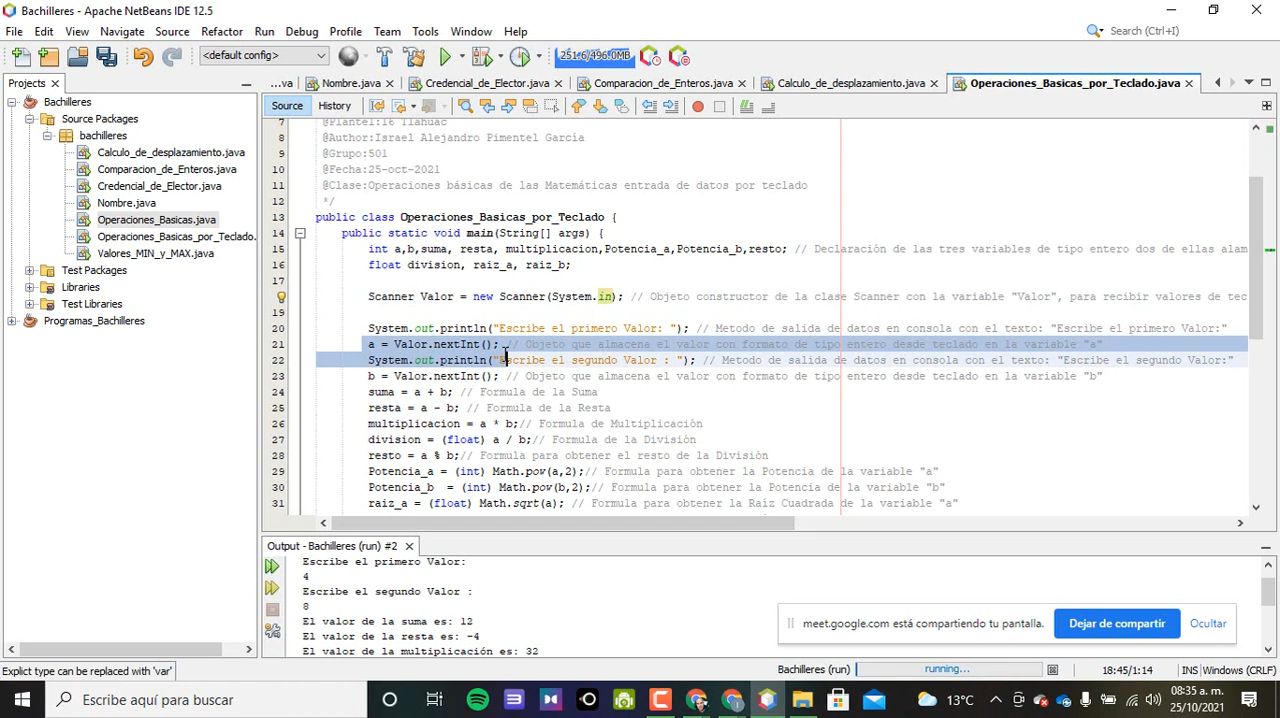 Bachilleres - Apache NetBeans IDE 12.5
File Edit View Navigate Source Refactor Run Debug Profile Team Tools Window Help
Search (Ctrl+I)
<default config>
251.6/496.0MB
Projects
...va Nombre.java Credencial_de_Elector.java Comparacion_de_Enteros.java Calculo_de_desplazamiento.java Operaciones_Basicas_por_Teclado.java
Source History
Bachilleres
Source Packages
bachilleres
Calculo_de_desplazamiento.java
Comparacion_de_Enteros.java
Credencial_de_Elector.java
Nombre.java
Operaciones_Basicas.java
Operaciones_Basicas_por_Teclado.
Valores_MIN_y_MAX.java
Test Packages
Libraries
Test Libraries
Programas_Bachilleres
7 @Plantel:16 Tlahuac
8 @Author:Israel Alejandro Pimentel García
9 @Grupo:501
10 @Fecha:25-oct-2021
11 @Clase:Operaciones básicas de las Matemáticas entrada de datos por teclado
12 */
13 public class Operaciones_Basicas_por_Teclado {
14 public static void main(String[] args) {
15 int a,b,suma, resta, multiplicacion,Potencia_a,Potencia_b,resto; // Declaración de las tres variables de tipo entero dos de ellas alam
16 float division, raiz_a, raiz_b;
17
Scanner Valor = new Scanner(System.in); // Objeto constructor de la clase Scanner con la variable "Valor", para recibir valores de tec
19
20 System.out.println("Escribe el primero Valor: "); // Metodo de salida de datos en consola con el texto: "Escribe el primero Valor:"
21 a = Valor.nextInt(); // Objeto que almacena el valor con formato de tipo entero desde teclado en la variable "a"
22 System.out.println("Escribe el segundo Valor : "); // Metodo de salida de datos en consola con el texto: "Escribe el segundo Valor:"
23 b = Valor.nextInt(); // Objeto que almacena el valor con formato de tipo entero desde teclado en la variable "b"
24 suma = a + b; // Formula de la Suma
25 resta = a - b; // Formula de la Resta
26 multiplicacion = a * b;// Formula de Multiplicación
27 division = (float) a / b;// Formula de la División
28 resto = a % b;// Formula para obtener el resto de la División
29 Potencia_a = (int) Math.pow(a,2);// Formula para obtener la Potencia de la variable "a"
30 Potencia_b = (int) Math.pow(b,2);// Formula para obtener la Potencia de la variable "b"
31 raiz_a = (float) Math.sqrt(a); // Formula para obtener la Raíz Cuadrada de la variable "a"
Output - Bachilleres (run) #2
Escribe el primero Valor:
4
Escribe el segundo Valor :
8
El valor de la suma es: 12
El valor de la resta es: -4
El valor de la multiplicación es: 32
meet.google.com está compartiendo tu pantalla. Dejar de compartir Ocultar
Explict type can be replaced with 'var'
Bachilleres (run) running... 18:45/1:14 INS Windows (CRLF)
Escribe aquí para buscar
13°C
08:35 a. m.
25/10/2021